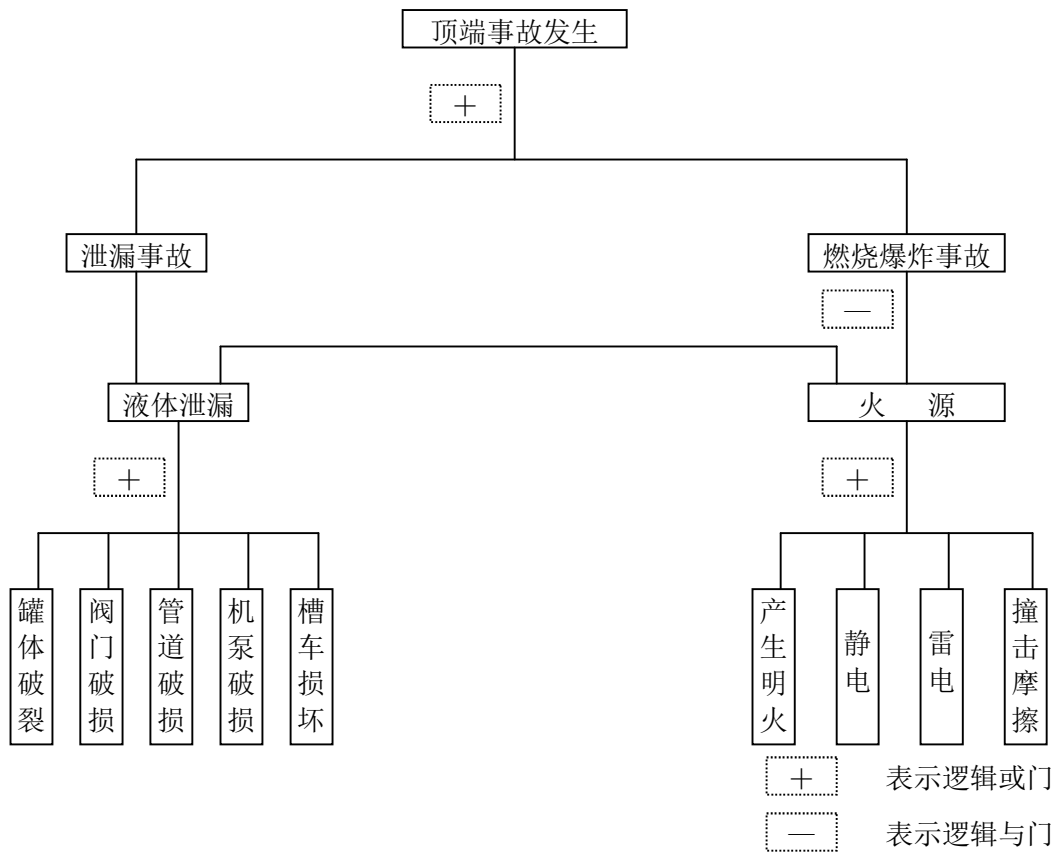 顶端事故发生
＋
泄漏事故
燃烧爆炸事故
—
液体泄漏
火 源
＋
＋
罐体破裂
阀门破损
管道破损
机泵破损
槽车损坏
产生明火
静电
雷电
撞击摩擦
＋ 表示逻辑或门
— 表示逻辑与门